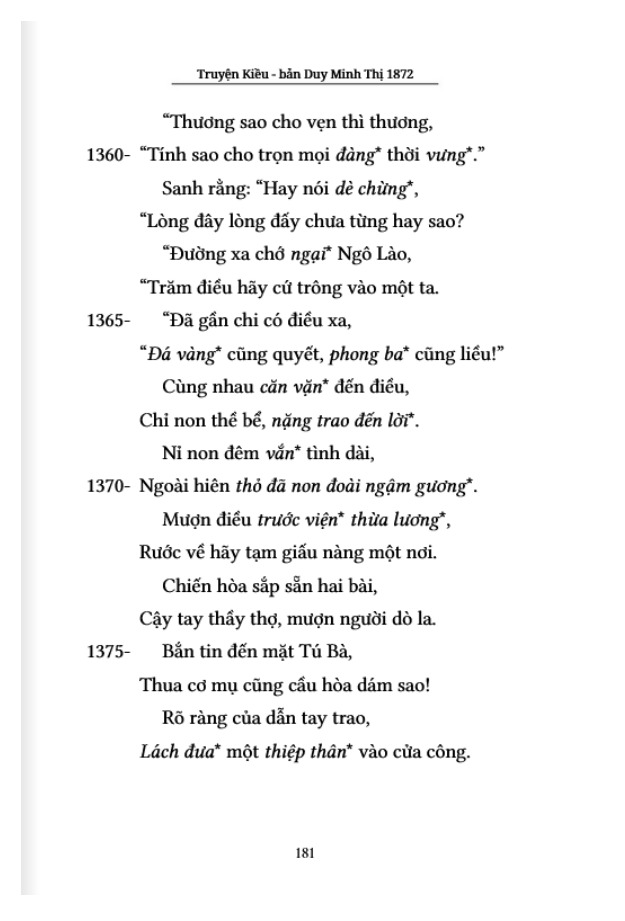 Truyện Kiều - bản Duy Minh Thị 1872
“Thương sao cho vẹn thì thương,
1360- “Tính sao cho trọn mọi đàng* thời vưng*.”
Sanh rằng: “Hay nói dè chừng*,
“Lòng đây lòng đấy chưa từng hay sao?
“Đường xa chớ ngại* Ngô Lào,
“Trăm điều hãy cứ trông vào một ta.
1365- “Đã gần chi có điều xa,
“Đá vàng* cũng quyết, phong ba* cũng liều!”
Cùng nhau căn vặn* đến điều,
Chỉ non thề bể, nặng trao đến lời*.
Nỉ non đêm vắn* tình dài,
1370- Ngoài hiên thỏ đã non đoài ngậm gương*.
Mượn điều trước viện* thừa lương*,
Rước về hãy tạm giấu nàng một nơi.
Chiến hòa sắp sẵn hai bài,
Cậy tay thầy thợ, mượn người dò la.
1375- Bắn tin đến mặt Tú Bà,
Thua cơ mụ cũng cầu hòa dám sao!
Rõ ràng của dẫn tay trao,
Lách đưa* một thiệp thân* vào cửa công.
181